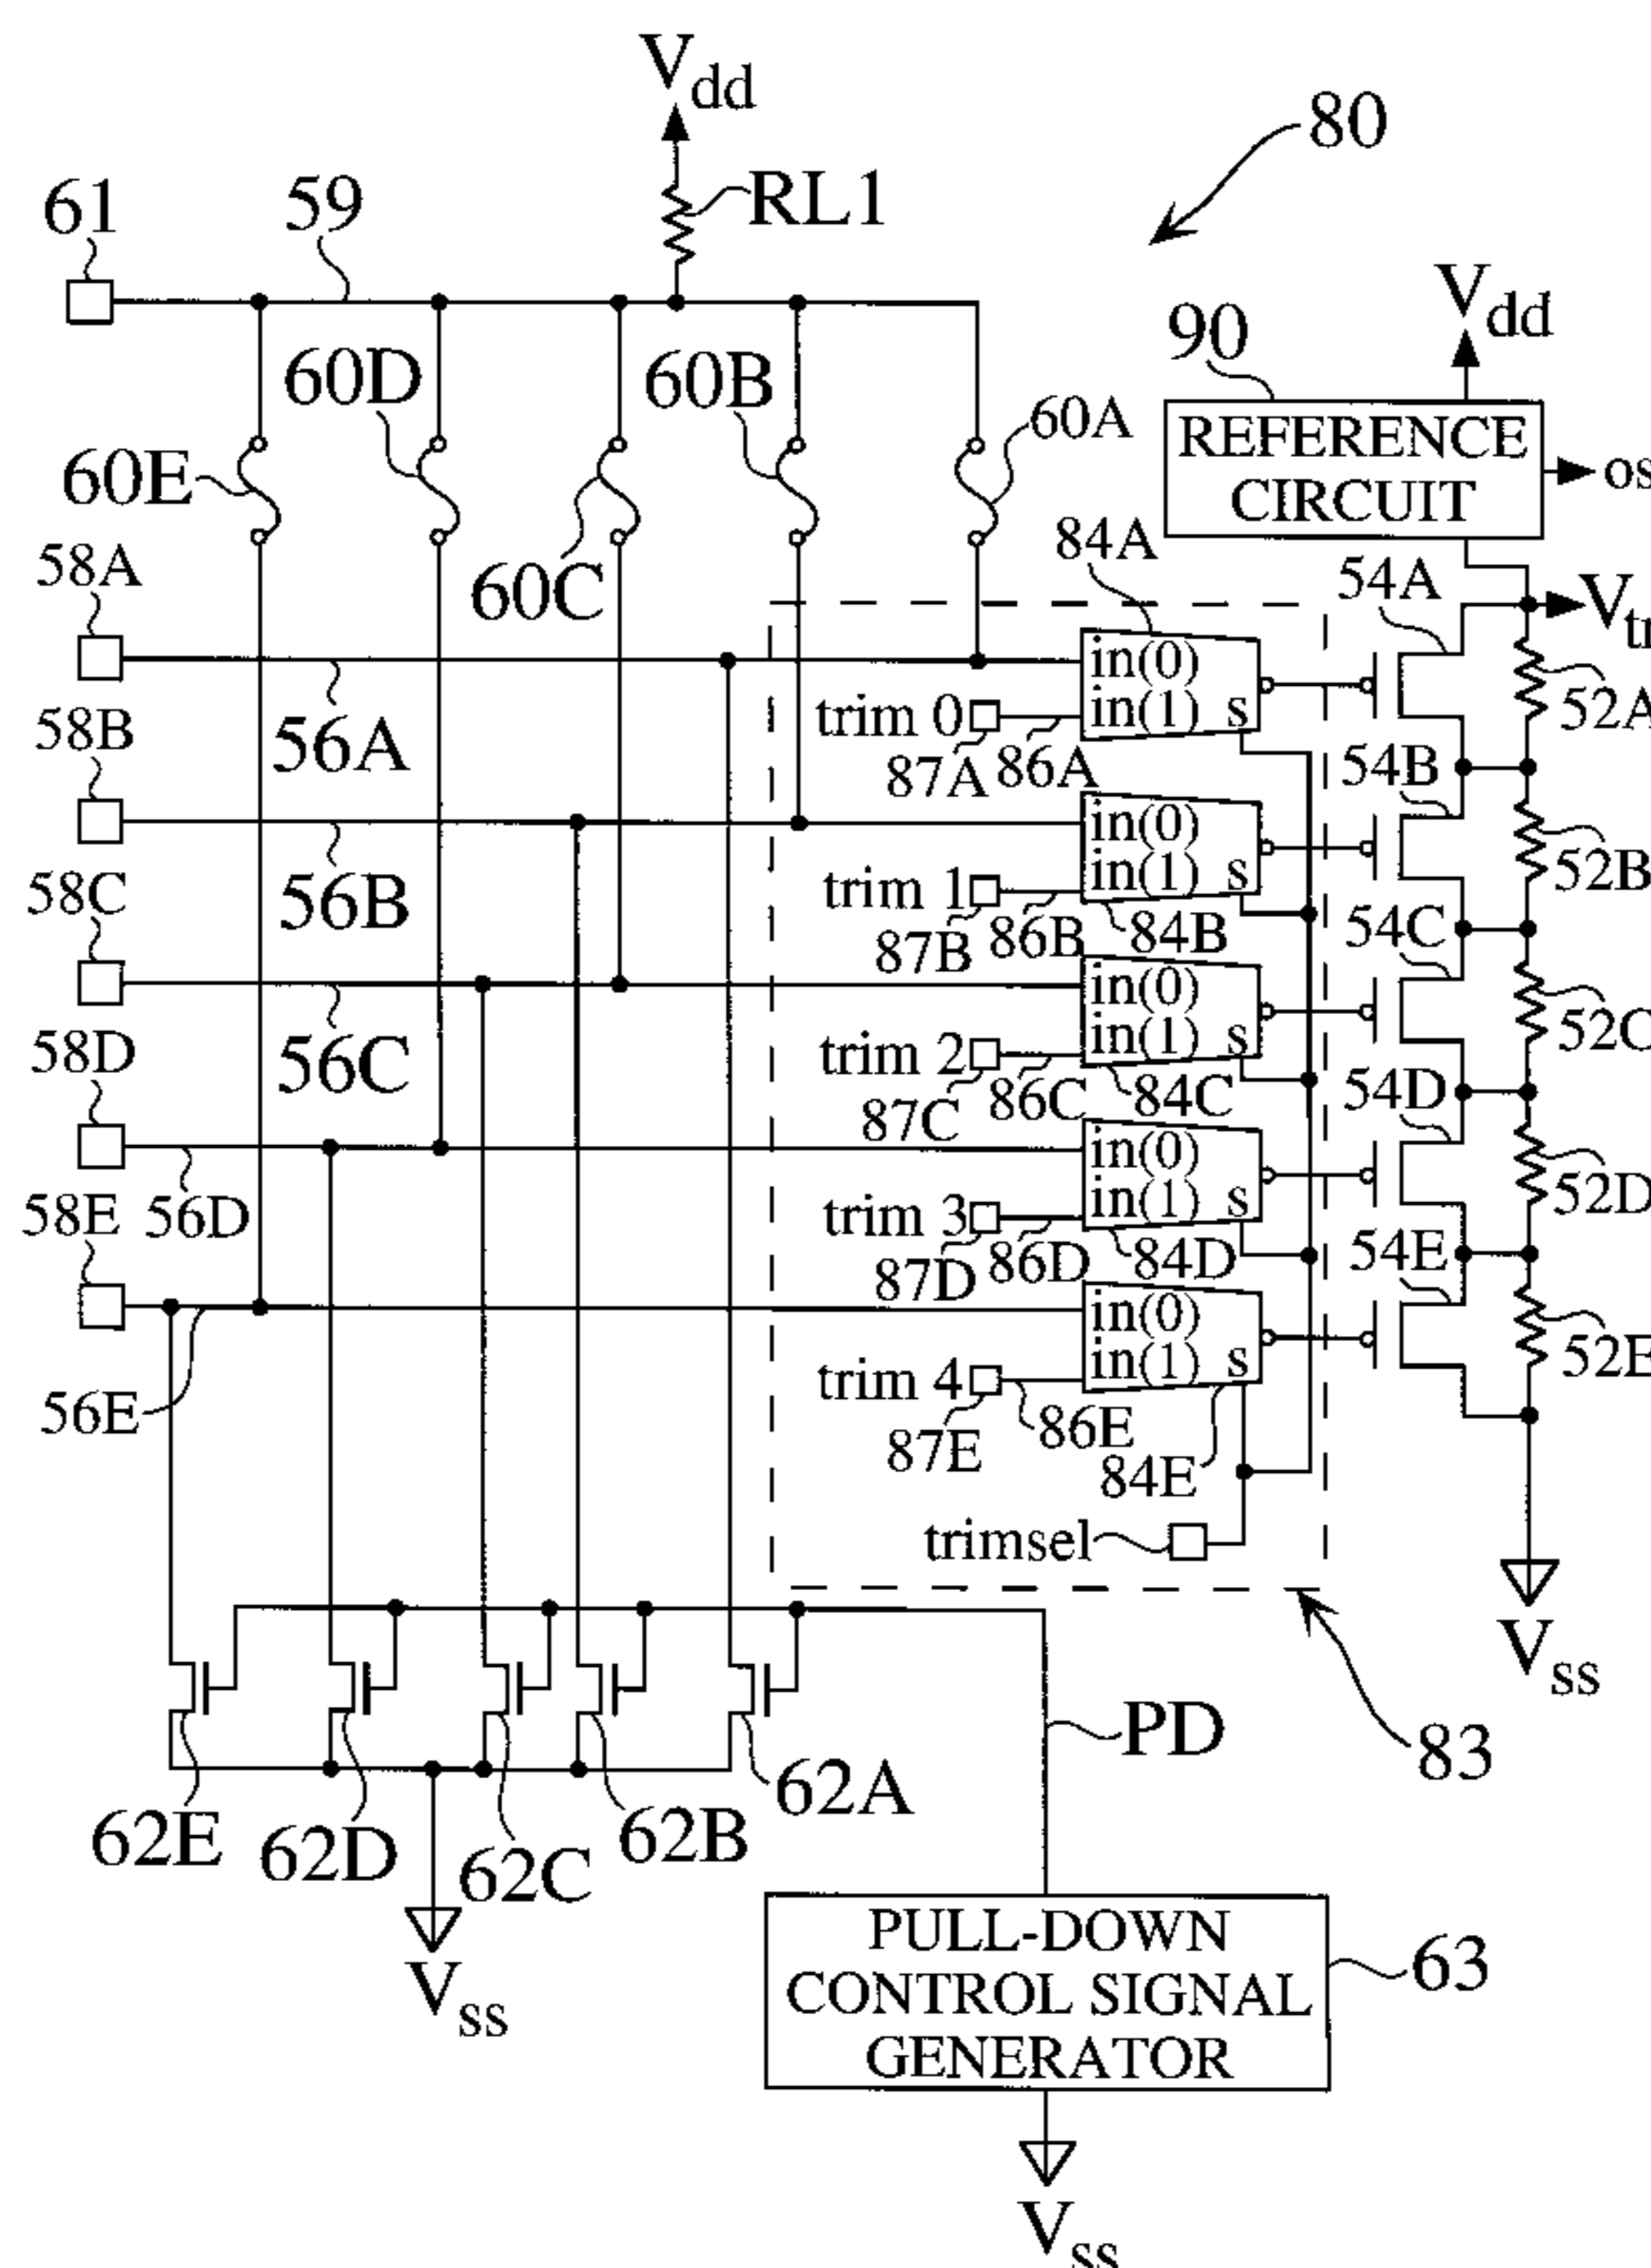 Vdd
80
61
59
RL1
Vdd
90
60D
60B
60A
REFERENCE
CIRCUIT
os
60E
84A
58A
60C
54A
Vtr
in(0)
in(1) s
52A
trim 0
58B
56A
87A
86A
54B
in(0)
in(1) s
52B
trim 1
58C
56B
87B
86B
84B
54C
in(0)
in(1) s
52C
trim 2
58D
56C
87C
86C
84C
54D
in(0)
in(1) s
52D
trim 3
58E
56D
87D
86D
84D
54E
in(0)
in(1) s
52E
trim 4
56E
87E
86E
84E
trimsel
Vss
PD
83
62A
62E
62D
62C
62B
PULL-DOWN
CONTROL SIGNAL
GENERATOR
63
Vss
Vss